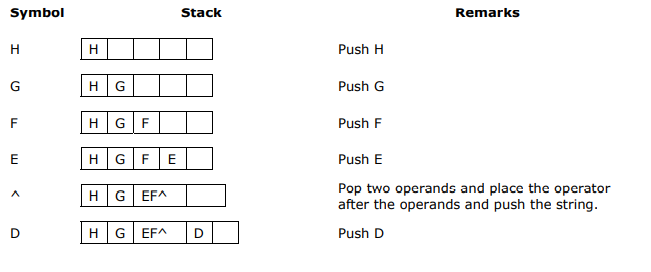 Symbol Stack Remarks
H H Push H
G H G Push G
F H G F Push F
E H G F E Push E
^ H G EF^ Pop two operands and place the operator
after the operands and push the string.
D H G EF^ D Push D